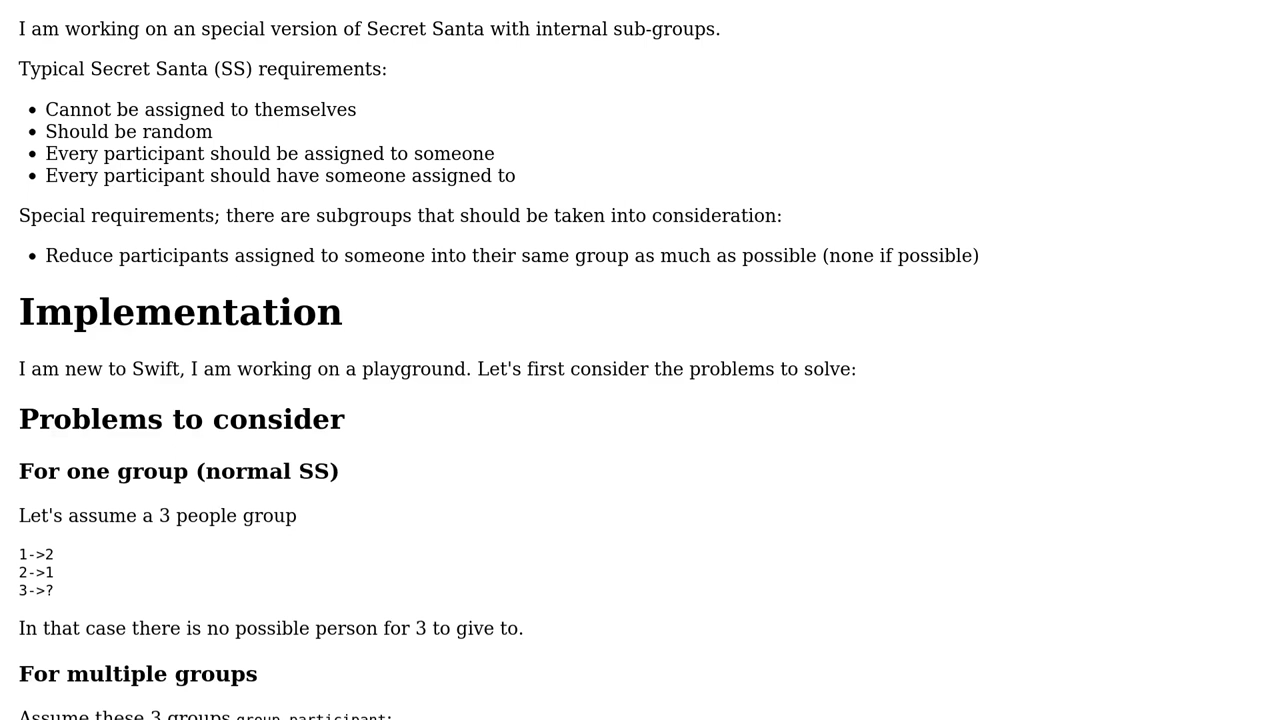 I am working on an special version of Secret Santa with internal sub-groups.
Typical Secret Santa (SS) requirements:
• Cannot be assigned to themselves
• Should be random
• Every participant should be assigned to someone
• Every participant should have someone assigned to
Special requirements; there are subgroups that should be taken into consideration:
• Reduce participants assigned to someone into their same group as much as possible (none if possible)
Implementation
I am new to Swift, I am working on a playground. Let's first consider the problems to solve:
Problems to consider
For one group (normal SS)
Let's assume a 3 people group
1->2
2->1
3->?
In that case there is no possible person for 3 to give to.
For multiple groups
Assume these 3 groups group participant: